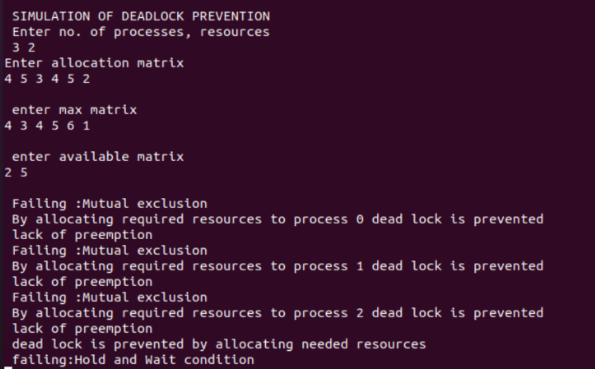 SIMULATION OF DEADLOCK PREVENTION
Enter no. of processes, resources
3 2
Enter allocation matrix
4 5 3 4 5 2
enter max matrix
4 3 4 5 6 1
enter available matrix
2 5
Failing :Mutual exclusion
By allocating required resources to process 0 dead lock is prevented
lack of preemption
Failing :Mutual exclusion
By allocating required resources to process 1 dead lock is prevented
lack of preemption
Failing :Mutual exclusion
By allocating required resources to process 2 dead lock is prevented
lack of preemption
dead lock is prevented by allocating needed resources
failing:Hold and Wait condition